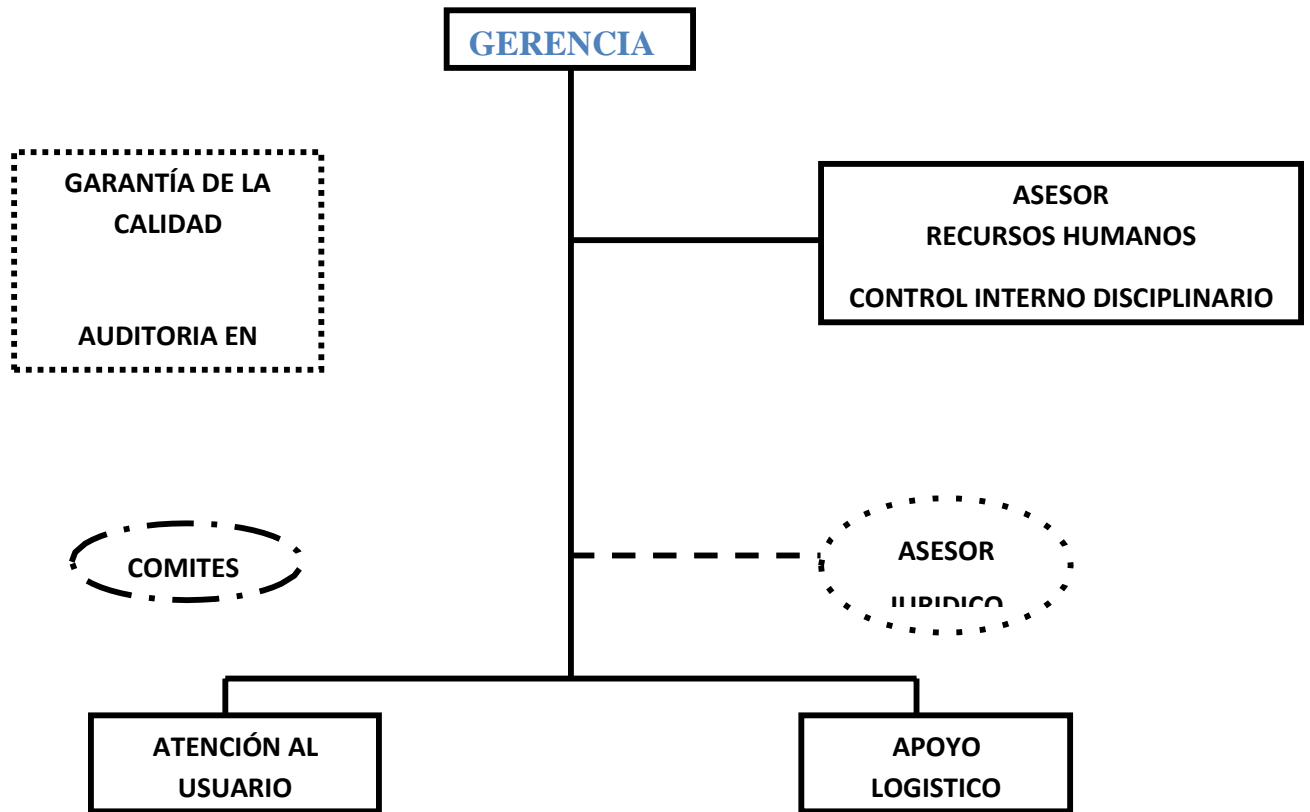 GERENCIA
GARANTÍA DE LA
CALIDAD
AUDITORIA EN
ASESOR
RECURSOS HUMANOS
CONTROL INTERNO DISCIPLINARIO
COMITES
ASESOR
JURIDICO
ATENCIÓN AL
USUARIO
APOYO
LOGISTICO